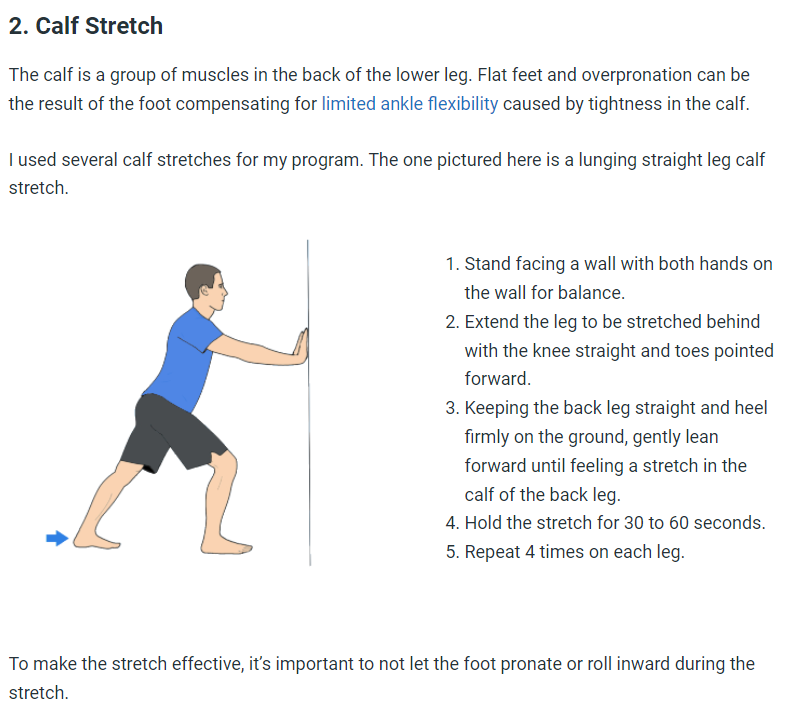 2. Calf Stretch
The calf is a group of muscles in the back of the lower leg. Flat feet and overpronation can be
the result of the foot compensating for limited ankle flexibility caused by tightness in the calf.
I used several calf stretches for my program. The one pictured here is a lunging straight leg calf
stretch.
1. Stand facing a wall with both hands on
the wall for balance.
2. Extend the leg to be stretched behind
with the knee straight and toes pointed
forward.
3. Keeping the back leg straight and heel
firmly on the ground, gently lean
forward until feeling a stretch in the
calf of the back leg.
4. Hold the stretch for 30 to 60 seconds.
5. Repeat 4 times on each leg.
To make the stretch effective, it's important to not let the foot pronate or roll inward during the
stretch.